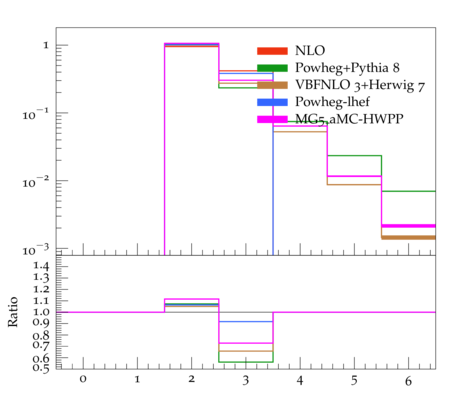 1
NLO
Powheg+Pythia 8
VBFNLO 3+Herwig 7
Powheg-lhef
MG5_aMC-HWPP
10−1
10−2
10−3
Ratio
1.4
1.3
1.2
1.1
1.0
0.9
0.8
0.7
0.6
0.5
0 1 2 3 4 5 6